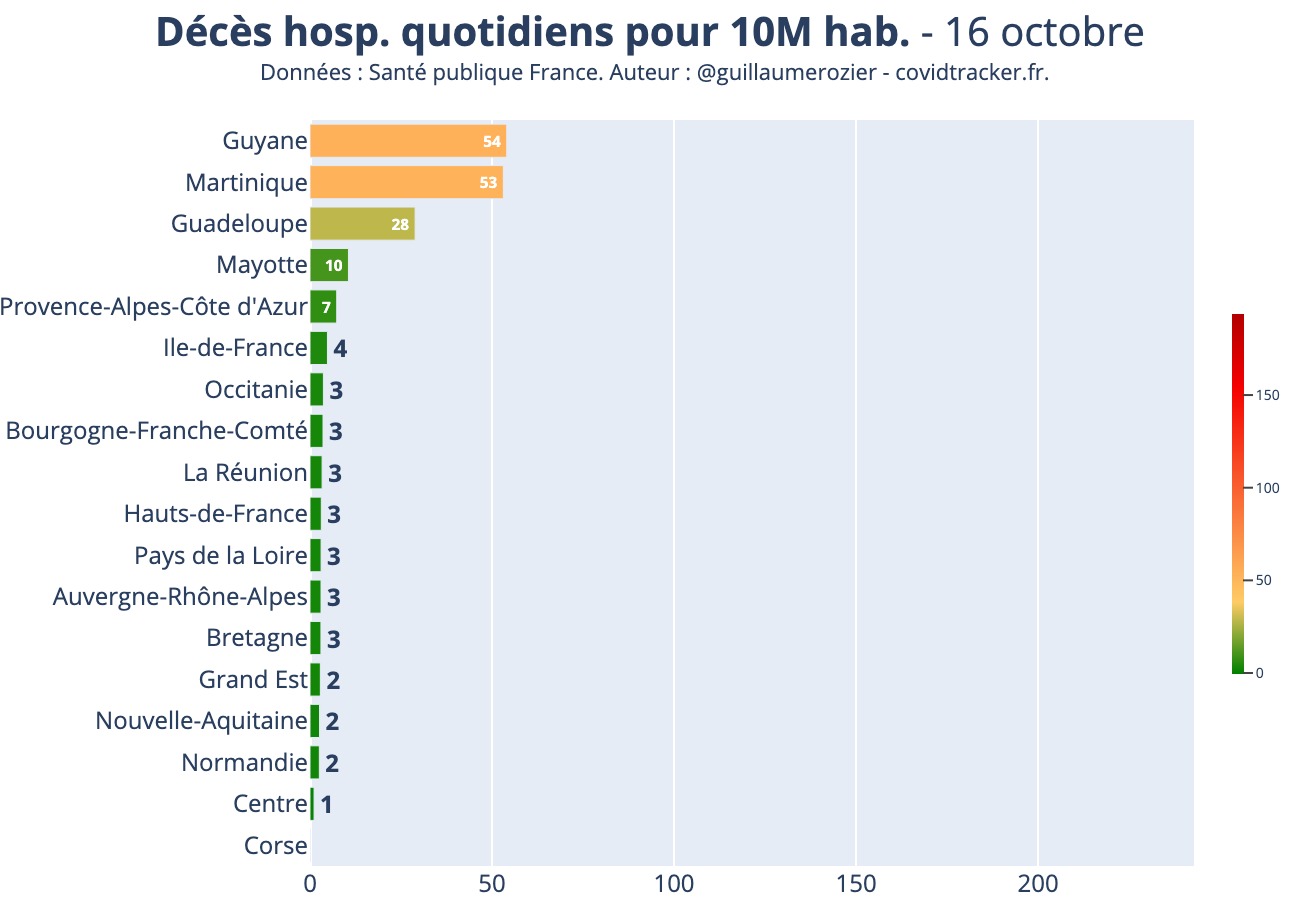 Décès hosp. quotidiens pour 10M hab. - 16 octobre
Données : Santé publique France. Auteur : @guillaumerozier - covidtracker.fr.
Guyane 54
Martinique 53
Guadeloupe 28
Mayotte 10
Provence-Alpes-Côte d'Azur 7
Ile-de-France 4
Occitanie 3
Bourgogne-Franche-Comté 3
La Réunion 3
Hauts-de-France 3
Pays de la Loire 3
Auvergne-Rhône-Alpes 3
Bretagne 3
Grand Est 2
Nouvelle-Aquitaine 2
Normandie 2
Centre 1
Corse
0 50 100 150 200
150
100
50
0